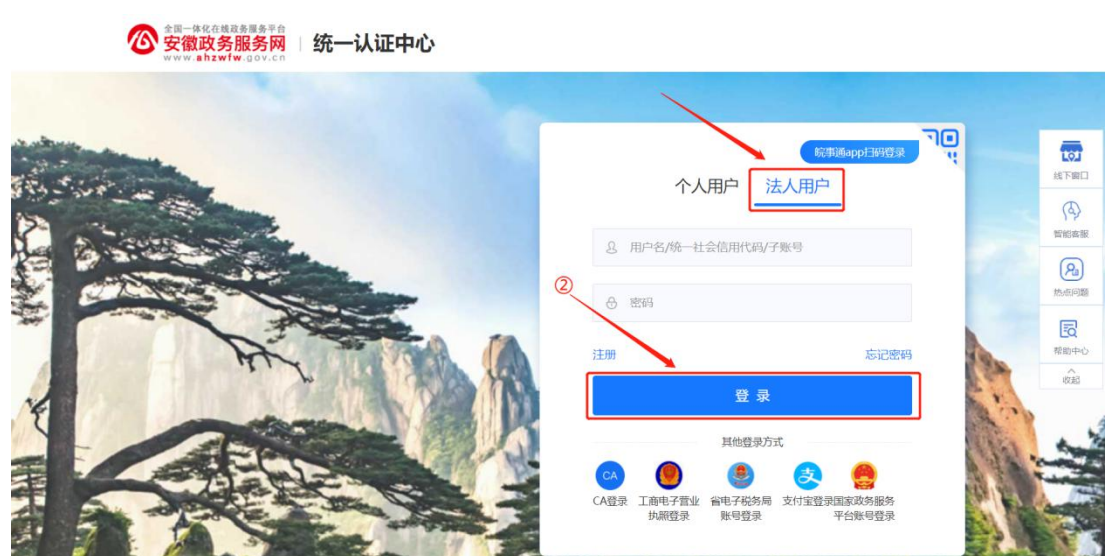 全国一体化在线政务服务平台
安徽政务服务网
www.ahzwfw.gov.cn
统一认证中心
皖事通app扫码登录
个人用户 法人用户
用户名/统一社会信用代码/子账号
②
密码
注册 忘记密码
登 录
其他登录方式
CA
支
CA登录 工商电子营业 省电子税务局 支付宝登录国家政务服务
执照登录 账号登录 平台账号登录
线下窗口
智能客服
热点问题
帮助中心
收起